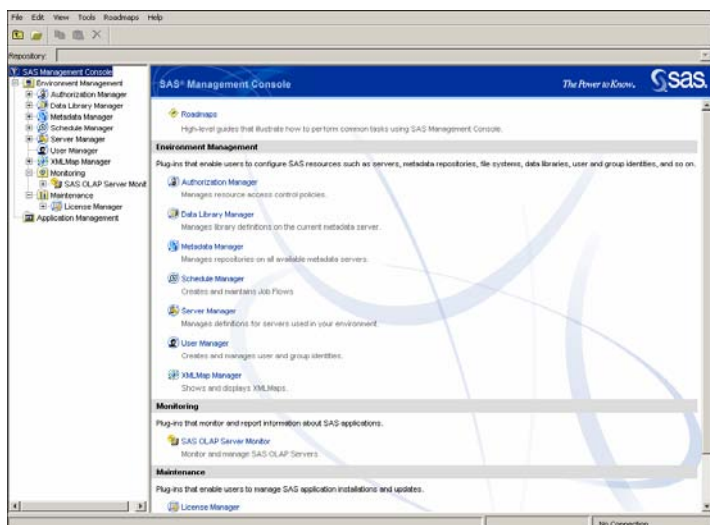 File Edit View Tools Roadmaps Help
Repository:
SAS Management Console
Environment Management
Authorization Manager
Data Library Manager
Metadata Manager
Schedule Manager
Server Manager
User Manager
XMLMap Manager
Monitoring
SAS OLAP Server Monit
Maintenance
License Manager
Application Management
SAS® Management Console
The Power to Know.
sas.
Roadmaps
High-level guides that illustrate how to perform common tasks using SAS Management Console.
Environment Management
Plug-ins that enable users to configure SAS resources such as servers, metadata repositories, file systems, data libraries, user and group identities, and so on.
Authorization Manager
Manages resource access control policies.
Data Library Manager
Manages library definitions on the current metadata server.
Metadata Manager
Manages repositories on all available metadata servers.
Schedule Manager
Creates and maintains Job Flows
Server Manager
Manages definitions for servers used in your environment.
User Manager
Creates and manages user and group identities.
XMLMap Manager
Shows and displays XMLMaps.
Monitoring
Plug-ins that monitor and report information about SAS applications.
SAS OLAP Server Monitor
Monitor and manage SAS OLAP Servers
Maintenance
Plug-ins that enable users to manage SAS application installations and updates.
License Manager
No Connection